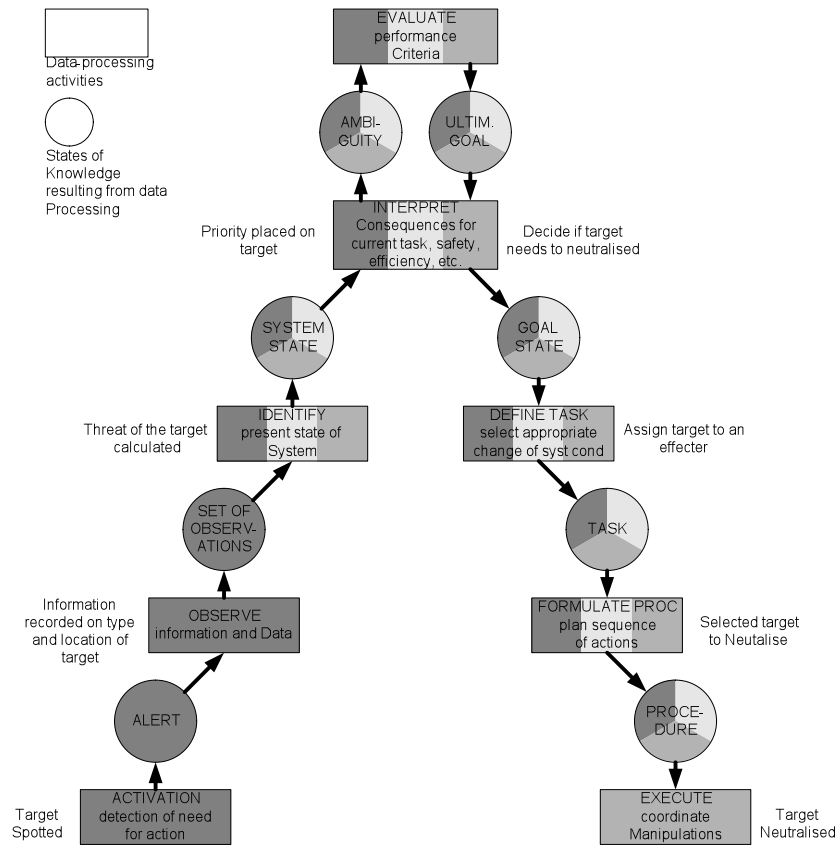 Data-processing
activities
States of
Knowledge
resulting from data
Processing
EVALUATE
performance
Criteria
AMBI-
GUITY
ULTIM.
GOAL
Priority placed on
target
INTERPRET
Consequences for
current task, safety,
efficiency, etc.
Decide if target
needs to neutralised
SYSTEM
STATE
GOAL
STATE
Threat of the target
calculated
IDENTIFY
present state of
System
DEFINE TASK
select appropriate
change of syst cond
Assign target to an
effecter
SET OF
OBSERV-
ATIONS
TASK
Information
recorded on type
and location of
target
OBSERVE
information and Data
FORMULATE PROC
plan sequence
of actions
Selected target
to Neutalise
ALERT
PROCE-
DURE
Target
Spotted
ACTIVATION
detection of need
for action
EXECUTE
coordinate
Manipulations
Target
Neutralised